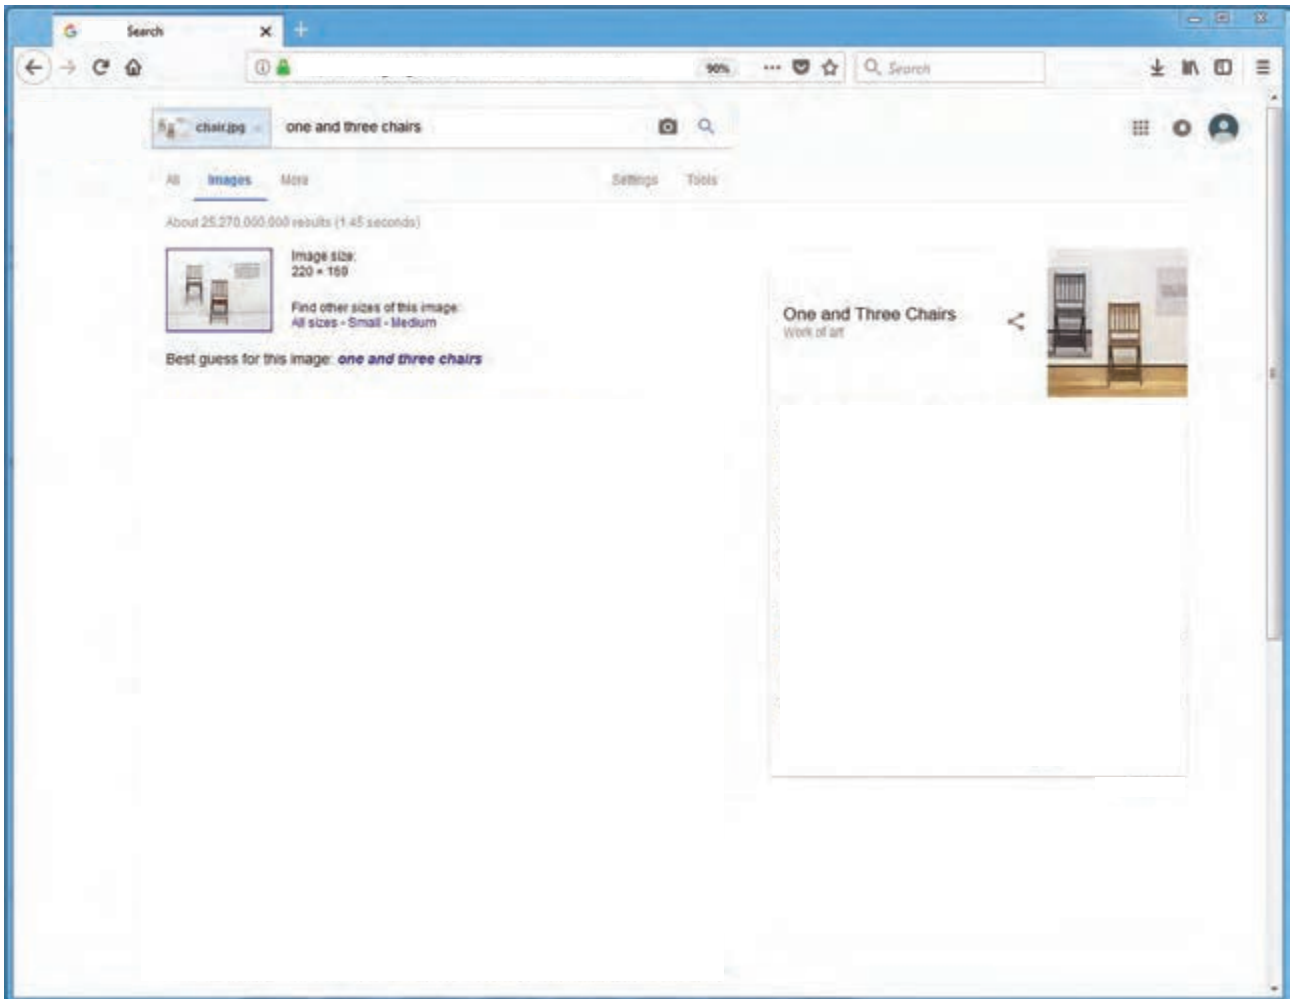 Search
90%
Search
chair.jpg one and three chairs
All Images More Settings Tools
About 25,270,000,000 results (1.45 seconds)
Image size:
220 × 169
Find other sizes of this image:
All sizes - Small - Medium
Best guess for this image: one and three chairs
One and Three Chairs
Work of art